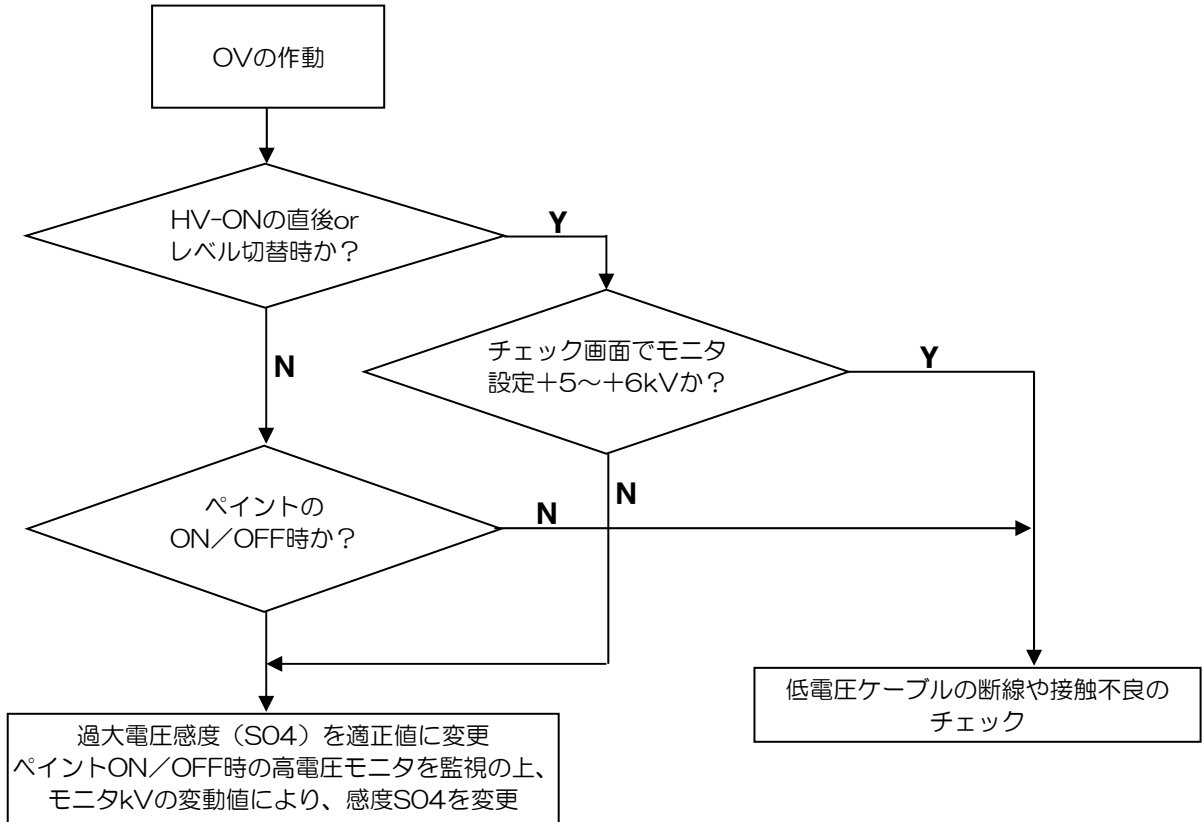 OVの作動
HV-ONの直後or
レベル切替時か？
Y
チェック画面でモニタ
設定＋5～＋6kVか？
Y
N
N
ペイントの
ON／OFF時か？
N
低電圧ケーブルの断線や接触不良の
チェック
過大電圧感度（S04）を適正値に変更
ペイントON／OFF時の高電圧モニタを監視の上、
モニタkVの変動値により、感度S04を変更